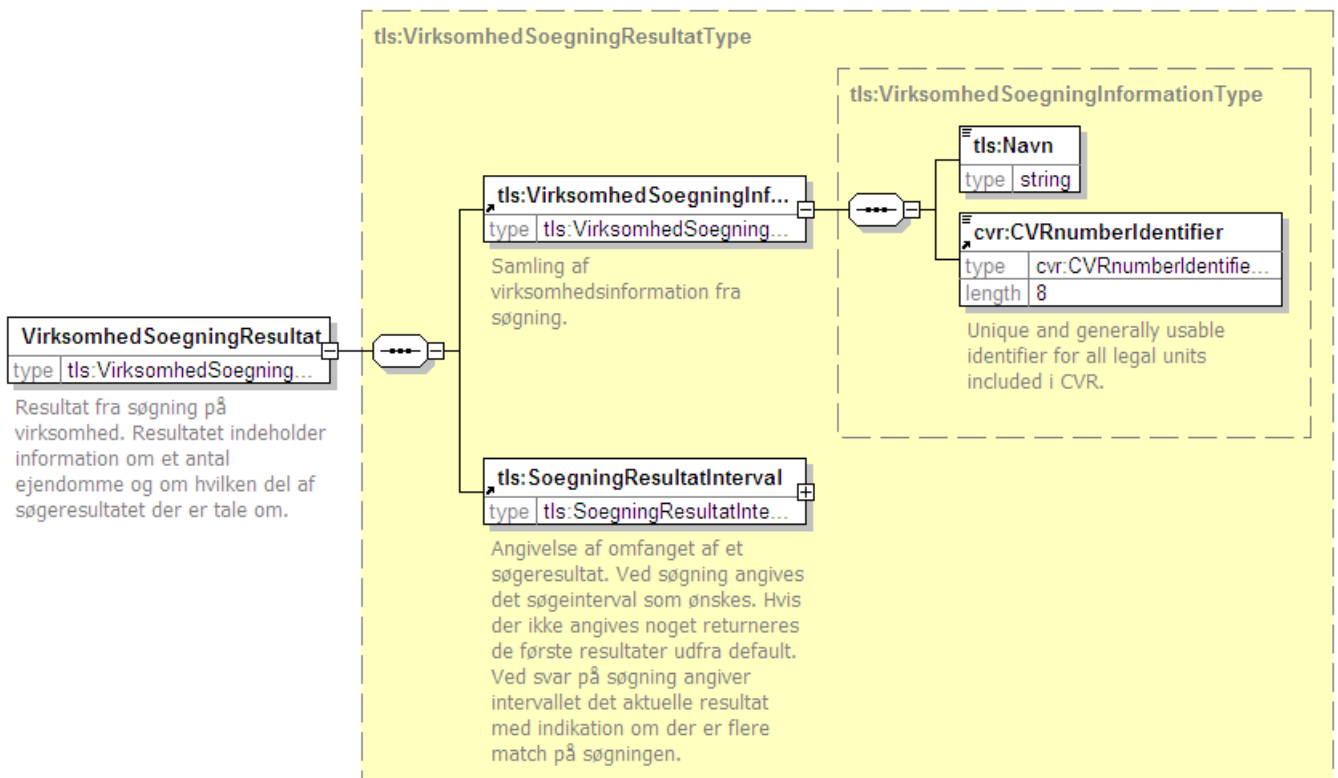 tls:VirksomhedSoegningResultatType
tls:VirksomhedSoegningInformationType
tls:Navn
type string
tls:VirksomhedSoegningInf...
type tls:VirksomhedSoegning...
Samling af
virksomhedsinformation fra
søgning.
cvr:CVRnumberIdentifier
type cvr:CVRnumberIdentifie...
length 8
Unique and generally usable
identifier for all legal units
included i CVR.
VirksomhedSoegningResultat
type tls:VirksomhedSoegning...
Resultat fra søgning på
virksomhed. Resultatet indeholder
information om et antal
ejendomme og om hvilken del af
søgeresultatet der er tale om.
tls:SoegningResultatInterval
type tls:SoegningResultatInte...
Angivelse af omfanget af et
søgeresultat. Ved søgning angives
det søgeinterval som ønskes. Hvis
der ikke angives noget returneres
de første resultater udfra default.
Ved svar på søgning angiver
intervallet det aktuelle resultat
med indikation om der er flere
match på søgningen.